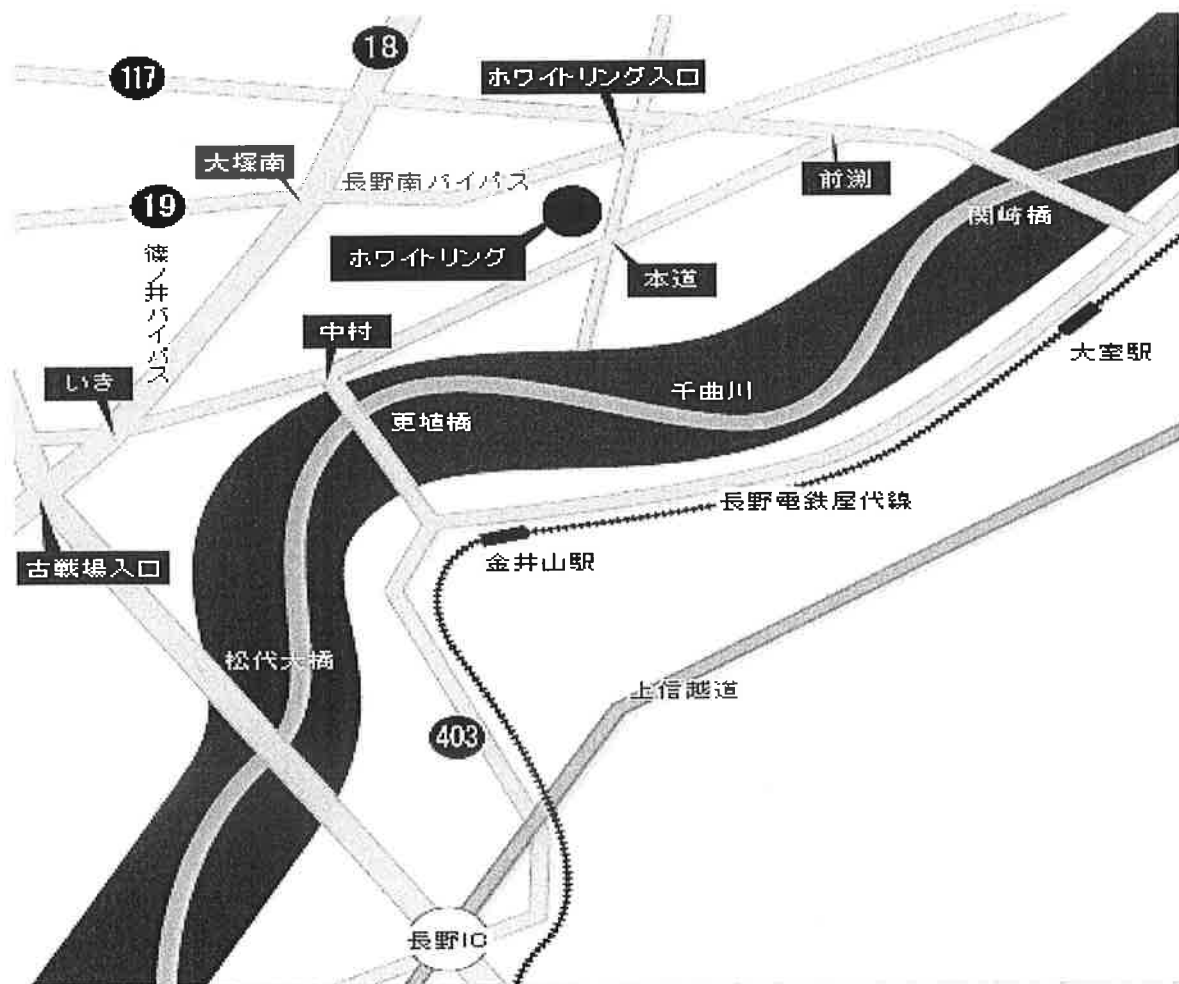 18
117
ホワイトリング入口
大塚南
長野南バイパス
前渕
19
関崎橋
ホワイトリング
本道
篠ノ井バイパス
中村
大室駅
いき
千曲川
更埴橋
長野電鉄屋代線
金井山駅
古戦場入口
松代大橋
上信越道
403
長野IC